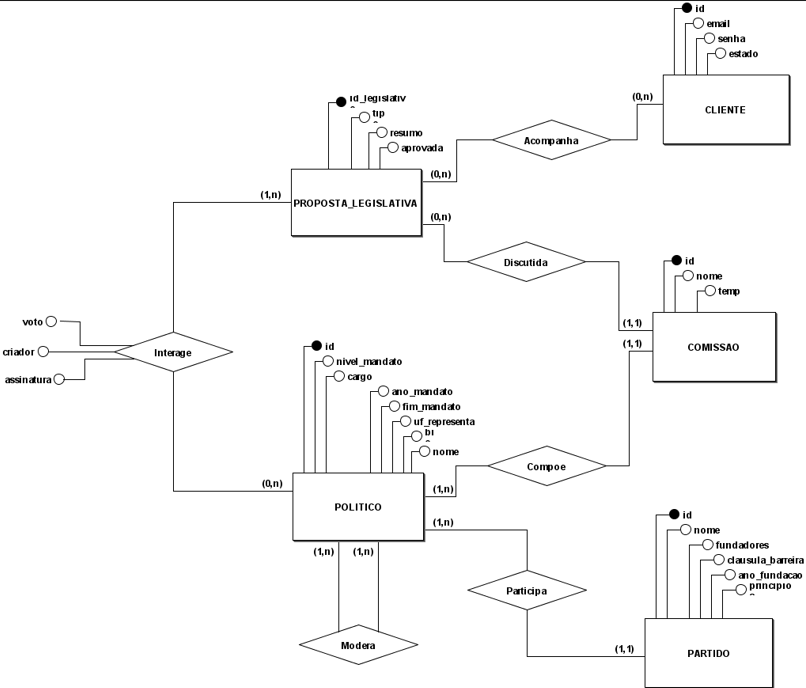 id
email
senha
estado
CLIENTE
(0,n)
Acompanha
id_legislativ
tip
resumo
aprovada
(0,n)
PROPOSTA_LEGISLATIVA
(1,n)
(0,n)
Discutida
id
nome
temp
(1,1)
COMISSAO
(1,1)
voto
criador
assinatura
Interage
id
nivel_mandato
cargo
ano_mandato
fim_mandato
uf_representa
bi
nome
(0,n)
POLITICO
(1,n)
Compoe
(1,n)
(1,n)
(1,n)
Modera
Participa
(1,1)
id
nome
fundadores
clausula_barreira
ano_fundacao
principio
PARTIDO